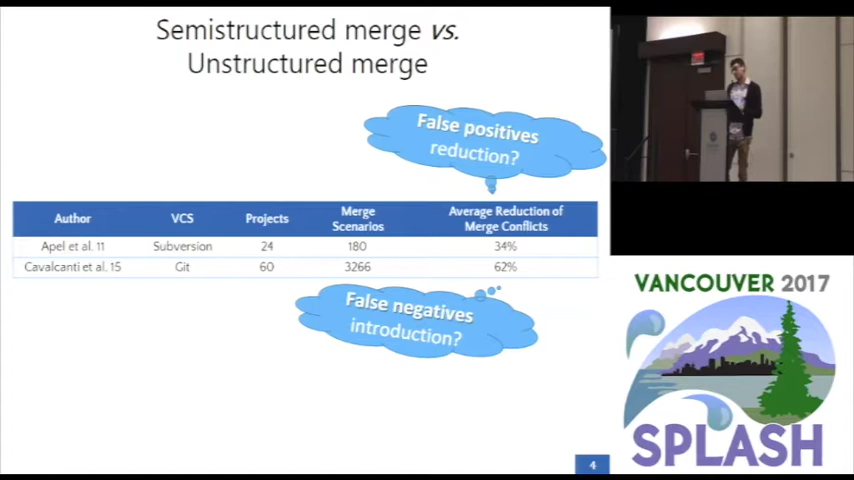 Semistructured merge vs.
Unstructured merge
False positives
reduction?
Author VCS Projects Merge Scenarios Average Reduction of Merge Conflicts
Apel et al. 11 Subversion 24 180 34%
Cavalcanti et al. 15 Git 60 3266 62%
False negatives
introduction?
4
VANCOUVER 2017
SPLASH